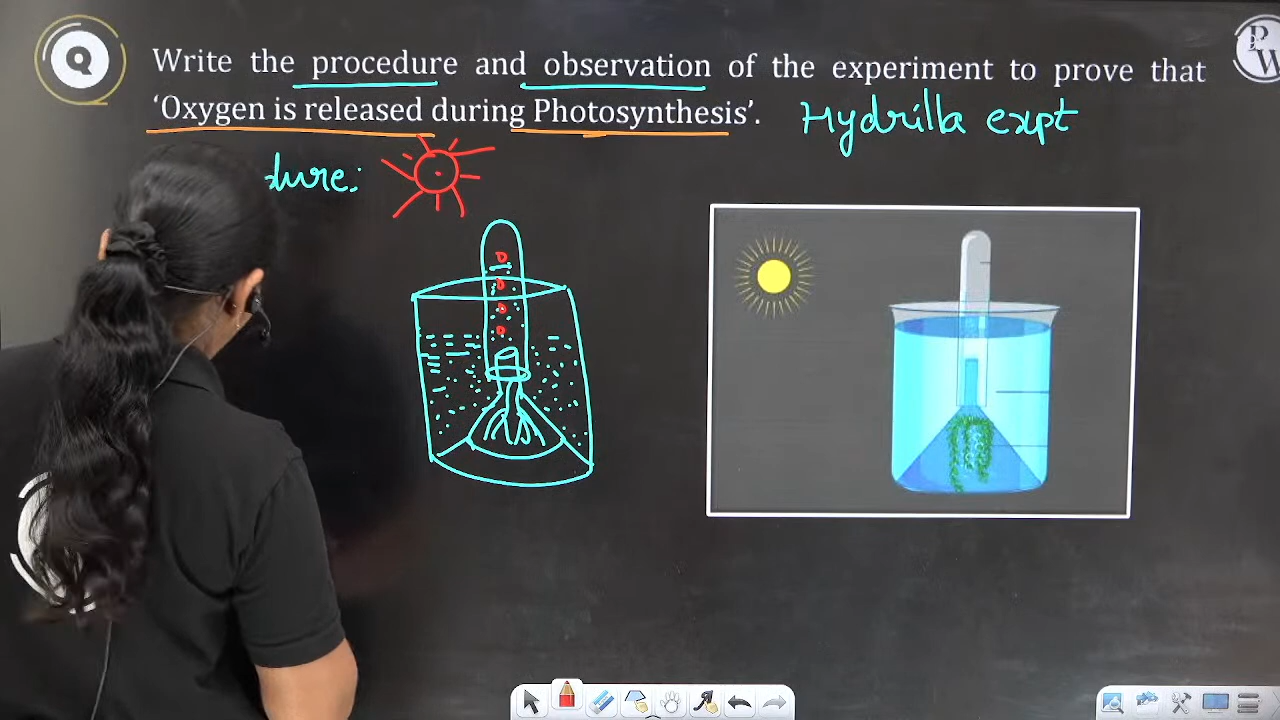 Q
Write the procedure and observation of the experiment to prove that
'Oxygen is released during Photosynthesis'. Hydrilla expt
dure:
P
W